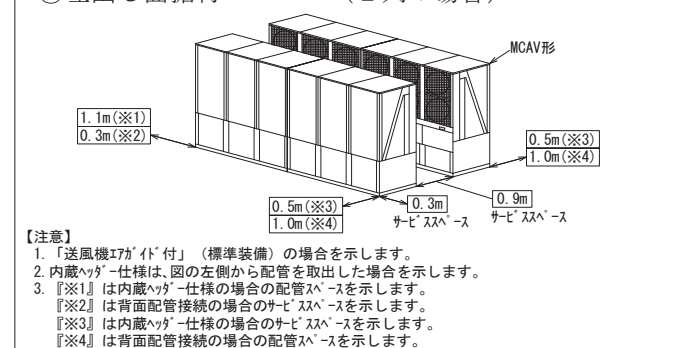 MCAV形
1.1m(※1)
0.3m(※2)
0.5m(※3)
1.0m(※4)
0.5m(※3)
1.0m(※4)
0.3m
ｻｰﾋﾞｽｽﾍﾟｰｽ
0.9m
ｻｰﾋﾞｽｽﾍﾟｰｽ
【注意】
1. 「送風機ｴｱｶﾞｲﾄﾞ付」（標準装備）の場合を示します。
2. 内蔵ﾍｯﾀﾞｰ仕様は、図の左側から配管を取出した場合を示します。
3. 『※1』は内蔵ﾍｯﾀﾞｰ仕様の場合の配管ｽﾍﾟｰｽを示します。
『※2』は背面配管接続の場合のｻｰﾋﾞｽｽﾍﾟｰｽを示します。
『※3』は内蔵ﾍｯﾀﾞｰ仕様の場合のｻｰﾋﾞｽｽﾍﾟｰｽを示します。
『※4』は背面配管接続の場合の配管ｽﾍﾟｰｽを示します。